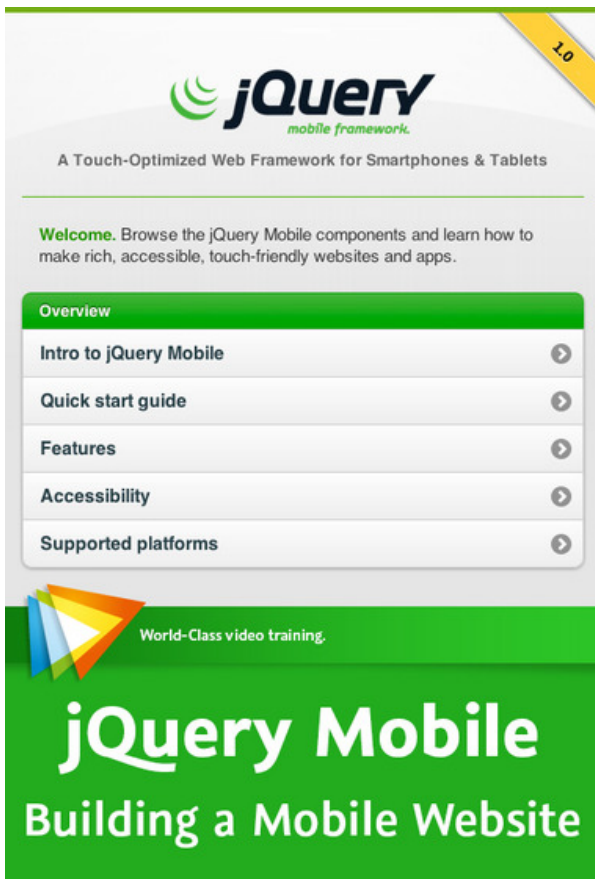 1.0
jQuery
mobile framework.
A Touch-Optimized Web Framework for Smartphones & Tablets
Welcome. Browse the jQuery Mobile components and learn how to
make rich, accessible, touch-friendly websites and apps.
Overview
Intro to jQuery Mobile
Quick start guide
Features
Accessibility
Supported platforms
World-Class video training.
jQuery Mobile
Building a Mobile Website